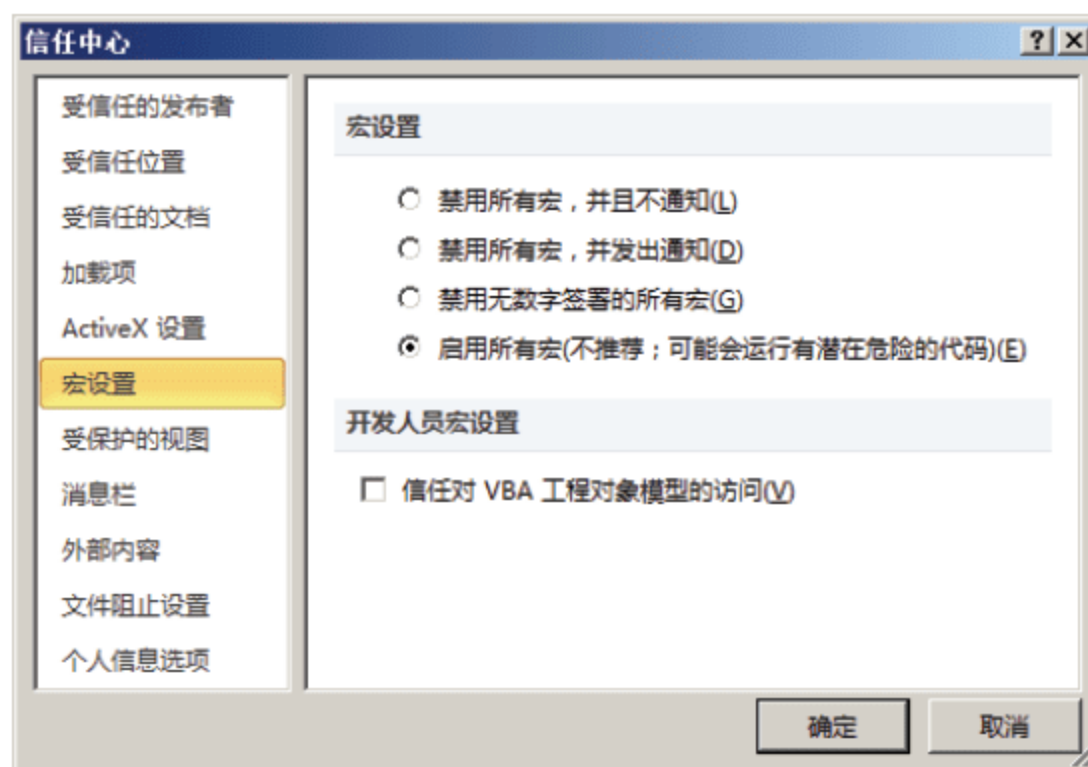 信任中心
受信任的发布者
受信任位置
受信任的文档
加载项
ActiveX 设置
宏设置
受保护的视图
消息栏
外部内容
文件阻止设置
个人信息选项
宏设置
禁用所有宏，并且不通知(L)
禁用所有宏，并发出通知(D)
禁用无数字签署的所有宏(G)
启用所有宏(不推荐；可能会运行有潜在危险的代码)(E)
开发人员宏设置
信任对 VBA 工程对象模型的访问(V)
确定
取消